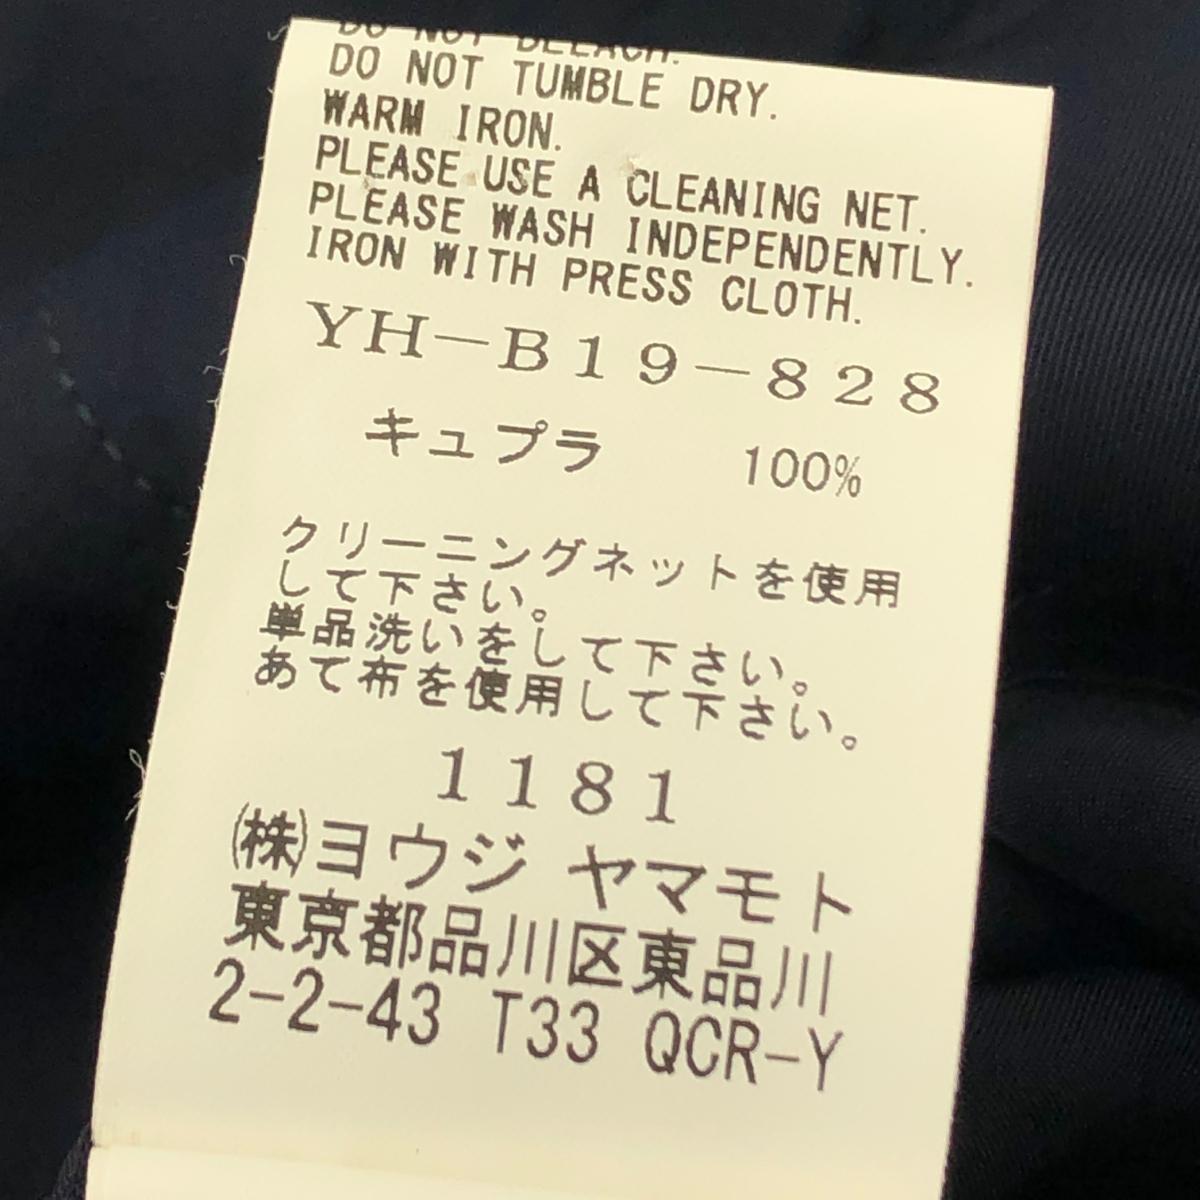 DO NOT BLEACH.
DO NOT TUMBLE DRY.
WARM IRON.
PLEASE USE A CLEANING NET.
PLEASE WASH INDEPENDENTLY.
IRON WITH PRESS CLOTH.
YH-B19-828
キュプラ 100%
クリーニングネットを使用
して下さい。
単品洗いをして下さい。
あて布を使用して下さい。
1181
(株)ヨウジ ヤマモト
東京都品川区東品川
2-2-43 T33 QCR-Y